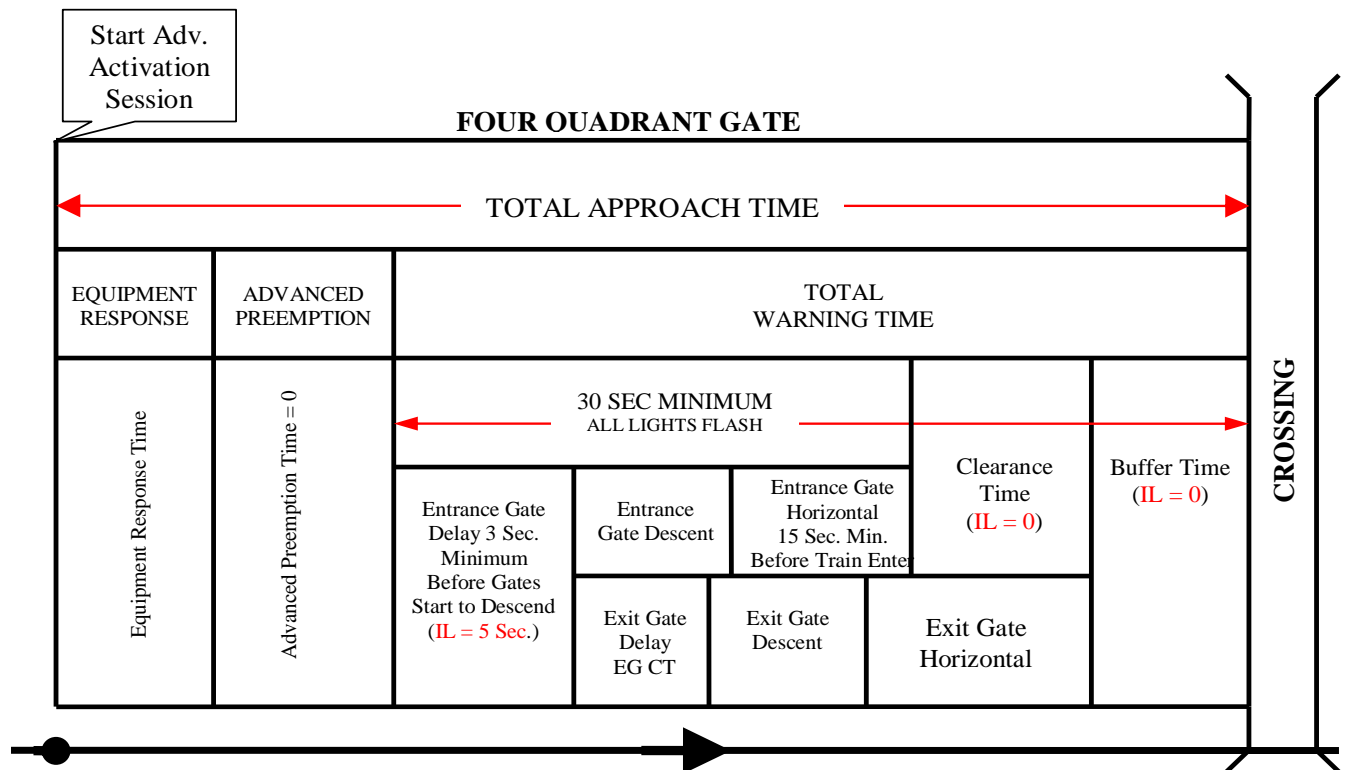 Start Adv.
Activation
Session
FOUR OUADRANT GATE
TOTAL APPROACH TIME
EQUIPMENT
RESPONSE
ADVANCED
PREEMPTION
TOTAL
WARNING TIME
Equipment Response Time
Advanced Preemption Time = 0
30 SEC MINIMUM
ALL LIGHTS FLASH
Entrance Gate
Delay 3 Sec.
Minimum
Before Gates
Start to Descend
(IL = 5 Sec.)
Entrance
Gate Descent
Entrance Gate
Horizontal
15 Sec. Min.
Before Train Enter
Exit Gate
Delay
EG CT
Exit Gate
Descent
Exit Gate
Horizontal
Clearance
Time
(IL = 0)
Buffer Time
(IL = 0)
CROSSING